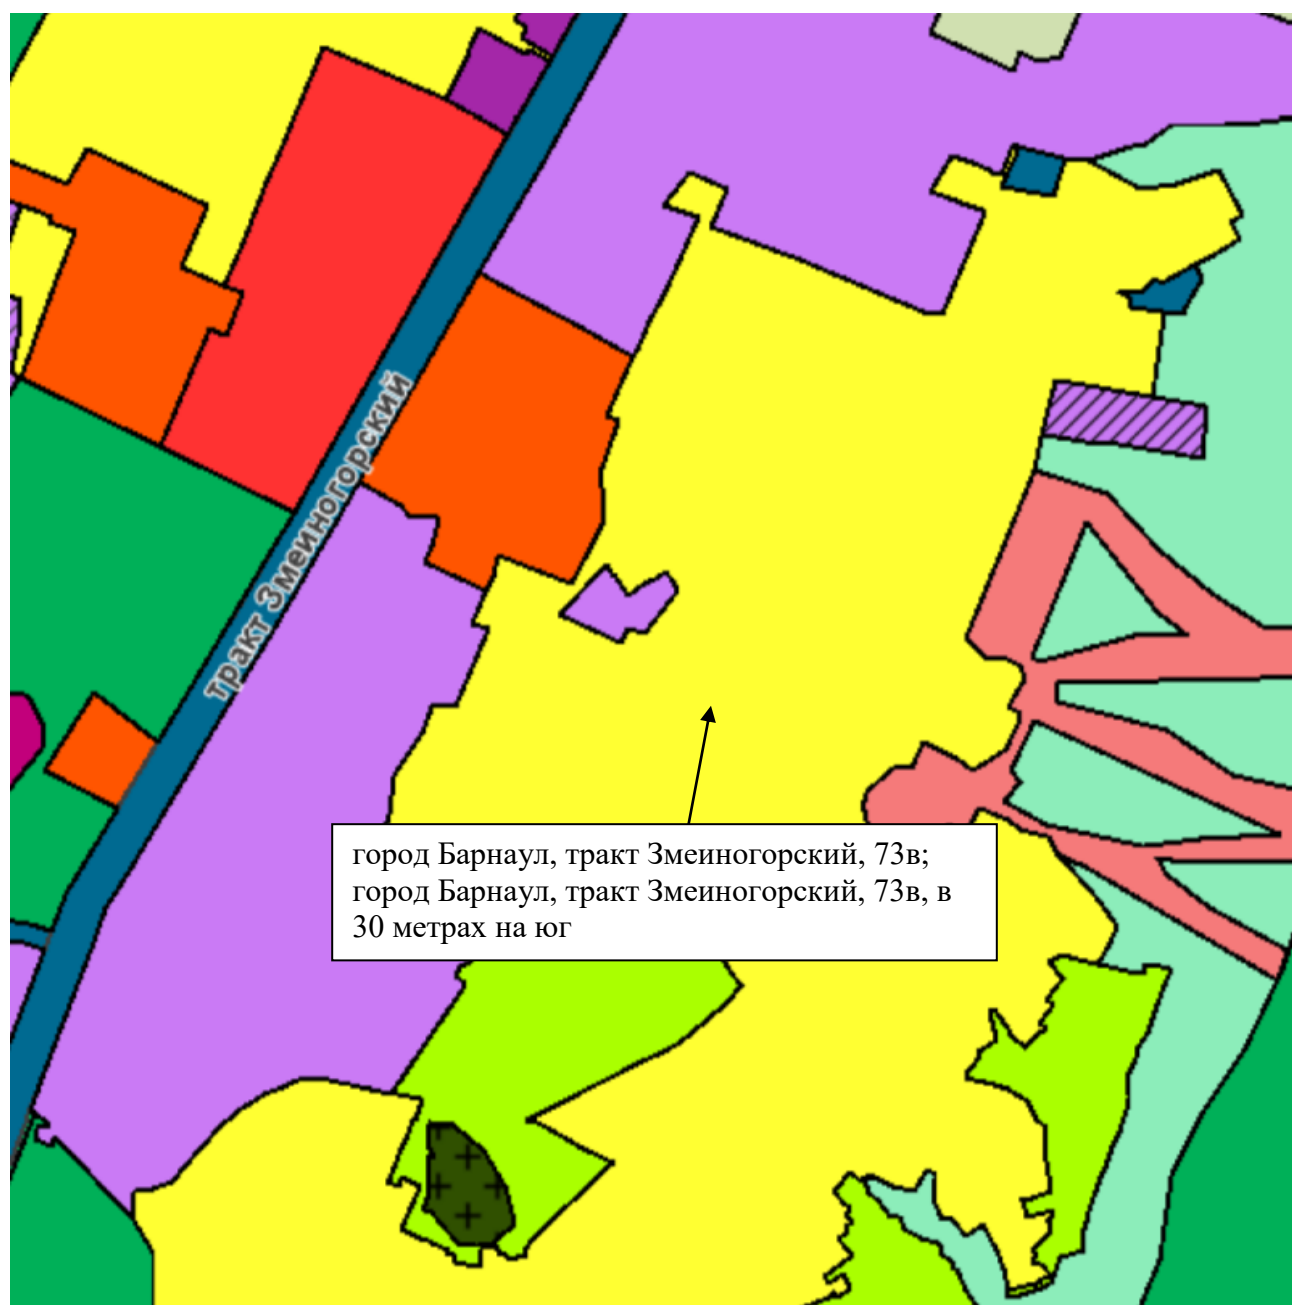 тракт Змеиногорский
город Барнаул, тракт Змеиногорский, 73в;
город Барнаул, тракт Змеиногорский, 73в, в
30 метрах на юг